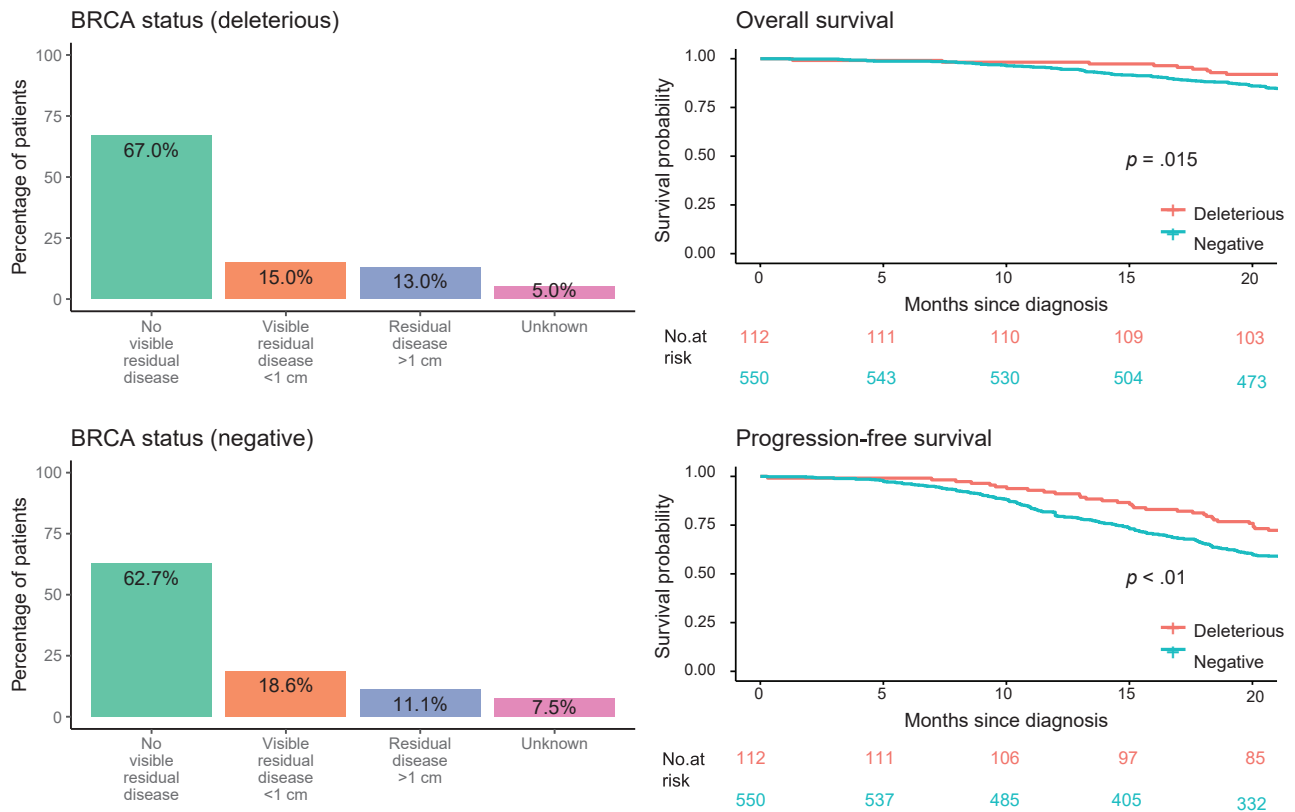 BRCA status (deleterious)
Percentage of patients
100
75
50
25
0
67.0%
15.0%
13.0%
5.0%
No
visible
residual
disease
Visible
residual
disease
<1 cm
Residual
disease
>1 cm
Unknown
Overall survival
Survival probability
1.00
0.75
0.50
0.25
0.00
p = .015
Deleterious
Negative
0 5 10 15 20
Months since diagnosis
No.at
risk
112 111 110 109 103
550 543 530 504 473
BRCA status (negative)
Percentage of patients
100
75
50
25
0
62.7%
18.6%
11.1%
7.5%
No
visible
residual
disease
Visible
residual
disease
<1 cm
Residual
disease
>1 cm
Unknown
Progression-free survival
Survival probability
1.00
0.75
0.50
0.25
0.00
p < .01
Deleterious
Negative
0 5 10 15 20
Months since diagnosis
No.at
risk
112 111 106 97 85
550 537 485 405 332